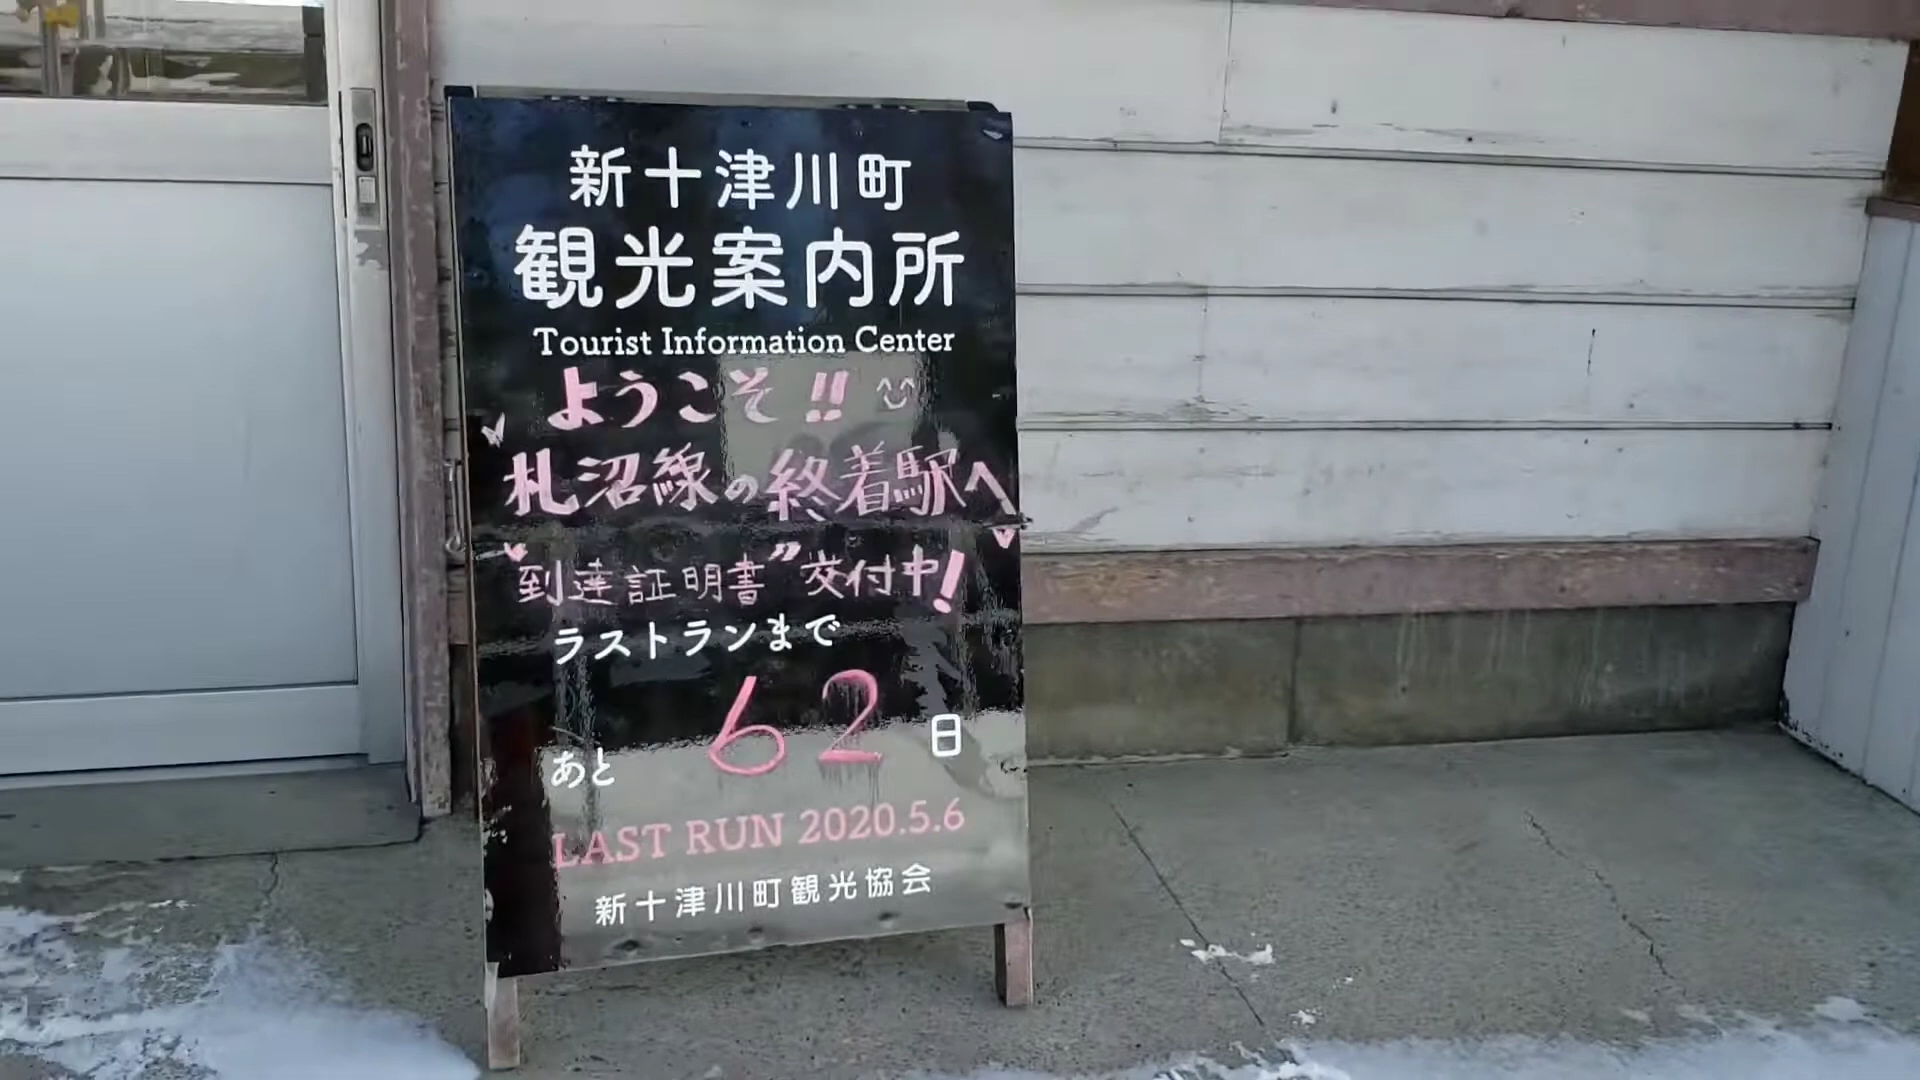 新十津川町
観光案内所
Tourist Information Center
ようこそ!!
札沼線の終着駅へ
"到達証明書"交付中!
ラストランまで
あと 62 日
LAST RUN 2020.5.6
新十津川町観光協会